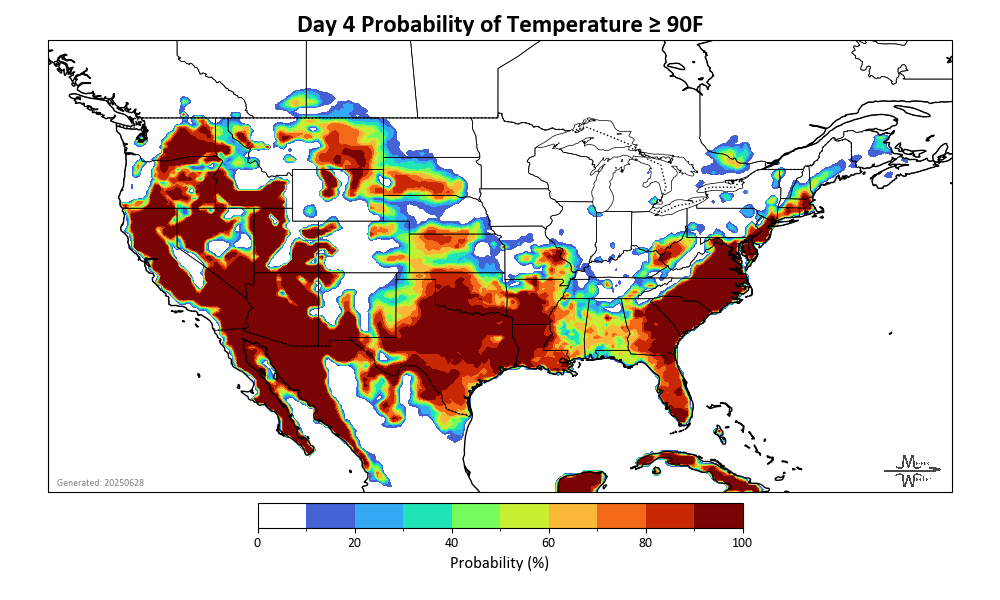 Day 4 Probability of Temperature ≥ 90F
Generated: 20250628
0 20 40 60 80 100
Probability (%)